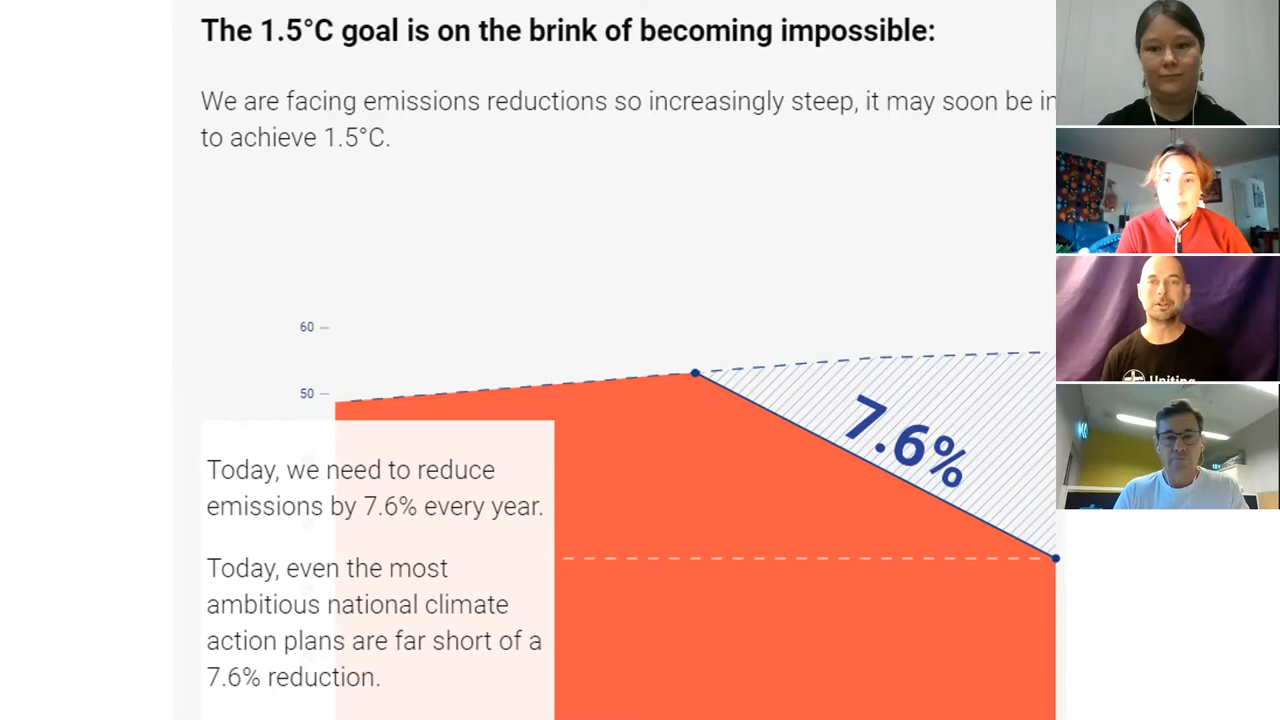 The 1.5°C goal is on the brink of becoming impossible:
We are facing emissions reductions so increasingly steep, it may soon be in
to achieve 1.5°C.
60
50
7.6%
Today, we need to reduce
emissions by 7.6% every year.
Today, even the most
ambitious national climate
action plans are far short of a
7.6% reduction.
Uniting